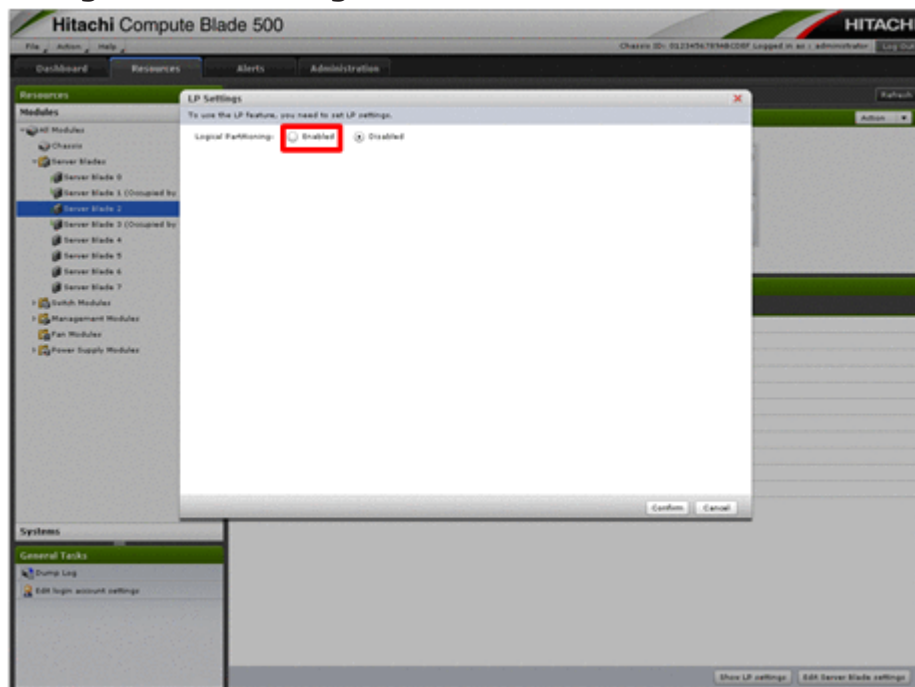 Hitachi Compute Blade 500
HITACHI
File Action Help
Logged in as : administrator
Log Out
Dashboard Resources Alerts Administration
Resources
Refresh
Modules
Action
All Modules
Chassis
Server Blades
Server Blade 0
Server Blade 1 (Occupied by
Server Blade 2
Server Blade 3 (Occupied by
Server Blade 4
Server Blade 5
Server Blade 6
Server Blade 7
Switch Modules
Management Modules
Fan Modules
Power Supply Modules
LP Settings
To use the LP feature, you need to set LP settings.
Logical Partitioning: Enabled Disabled
Confirm Cancel
Systems
General Tasks
Dump Log
Edit login account settings
Show LP settings Edit Server Blade settings